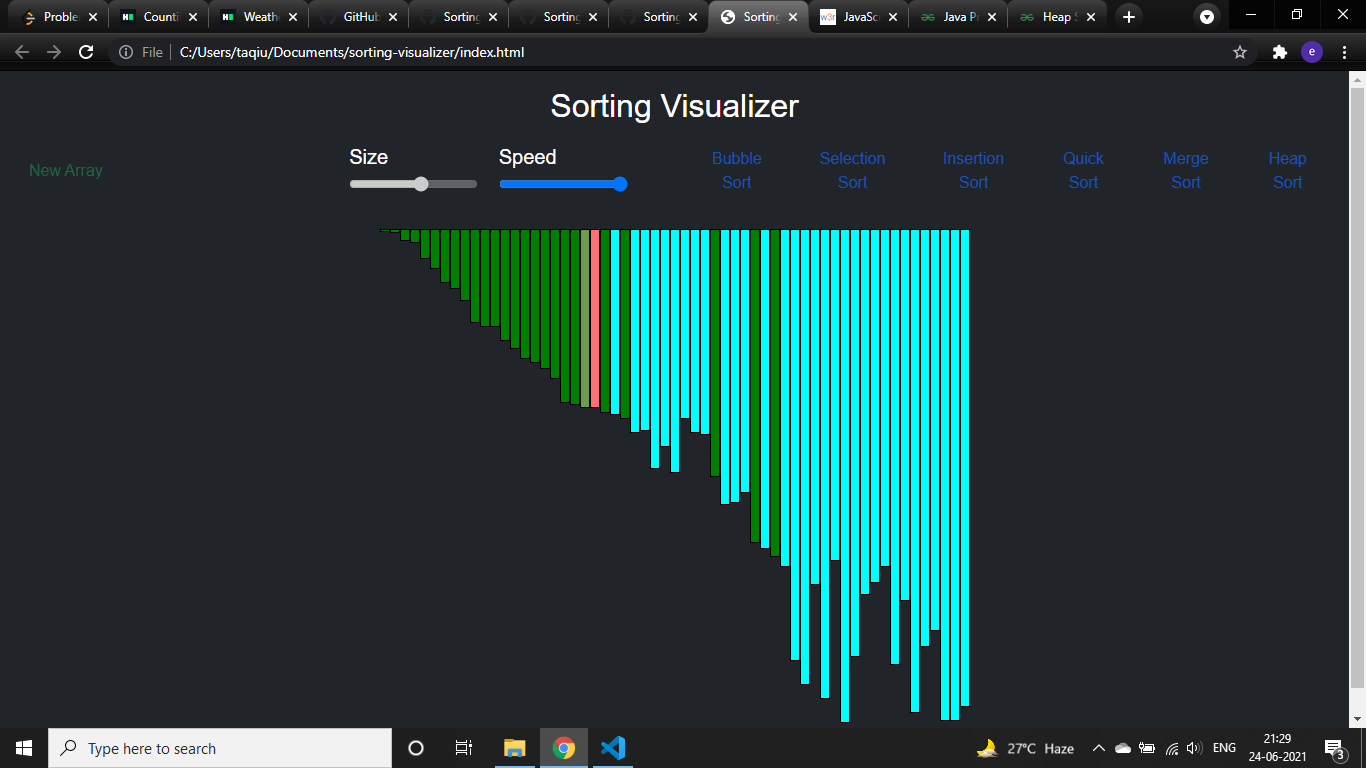 Proble
Counti
Weath
GitHub
Sorting
Sorting
Sorting
Sorting
w3r
JavaSc
Java P
Heap S
File
C:/Users/taqiu/Documents/sorting-visualizer/index.html
e
Sorting Visualizer
New Array
Size
Speed
Bubble
Sort
Selection
Sort
Insertion
Sort
Quick
Sort
Merge
Sort
Heap
Sort
Type here to search
27°C Haze
ENG
21:29
24-06-2021
3